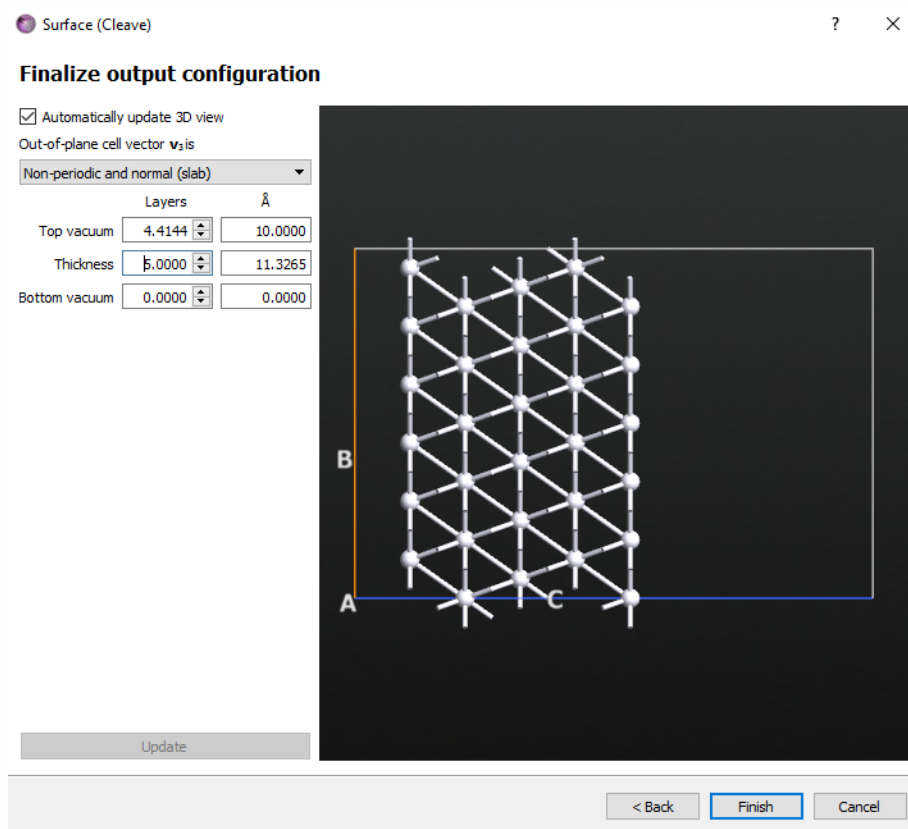 Surface (Cleave) ? ×
Finalize output configuration
Automatically update 3D view
Out-of-plane cell vector v₃ is
Non-periodic and normal (slab)
Layers Å
Top vacuum 4.4144 10.0000
Thickness 5.0000 11.3265
Bottom vacuum 0.0000 0.0000
B
A C
Update
< Back Finish Cancel